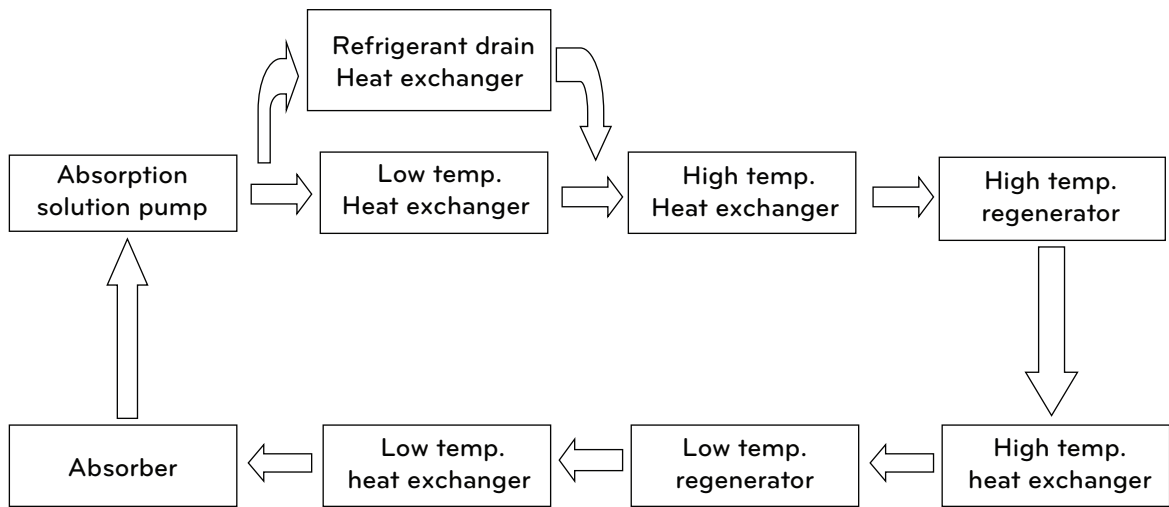 Refrigerant drain
Heat exchanger
Absorption
solution pump
Low temp.
Heat exchanger
High temp.
Heat exchanger
High temp.
regenerator
Absorber
Low temp.
heat exchanger
Low temp.
regenerator
High temp.
heat exchanger